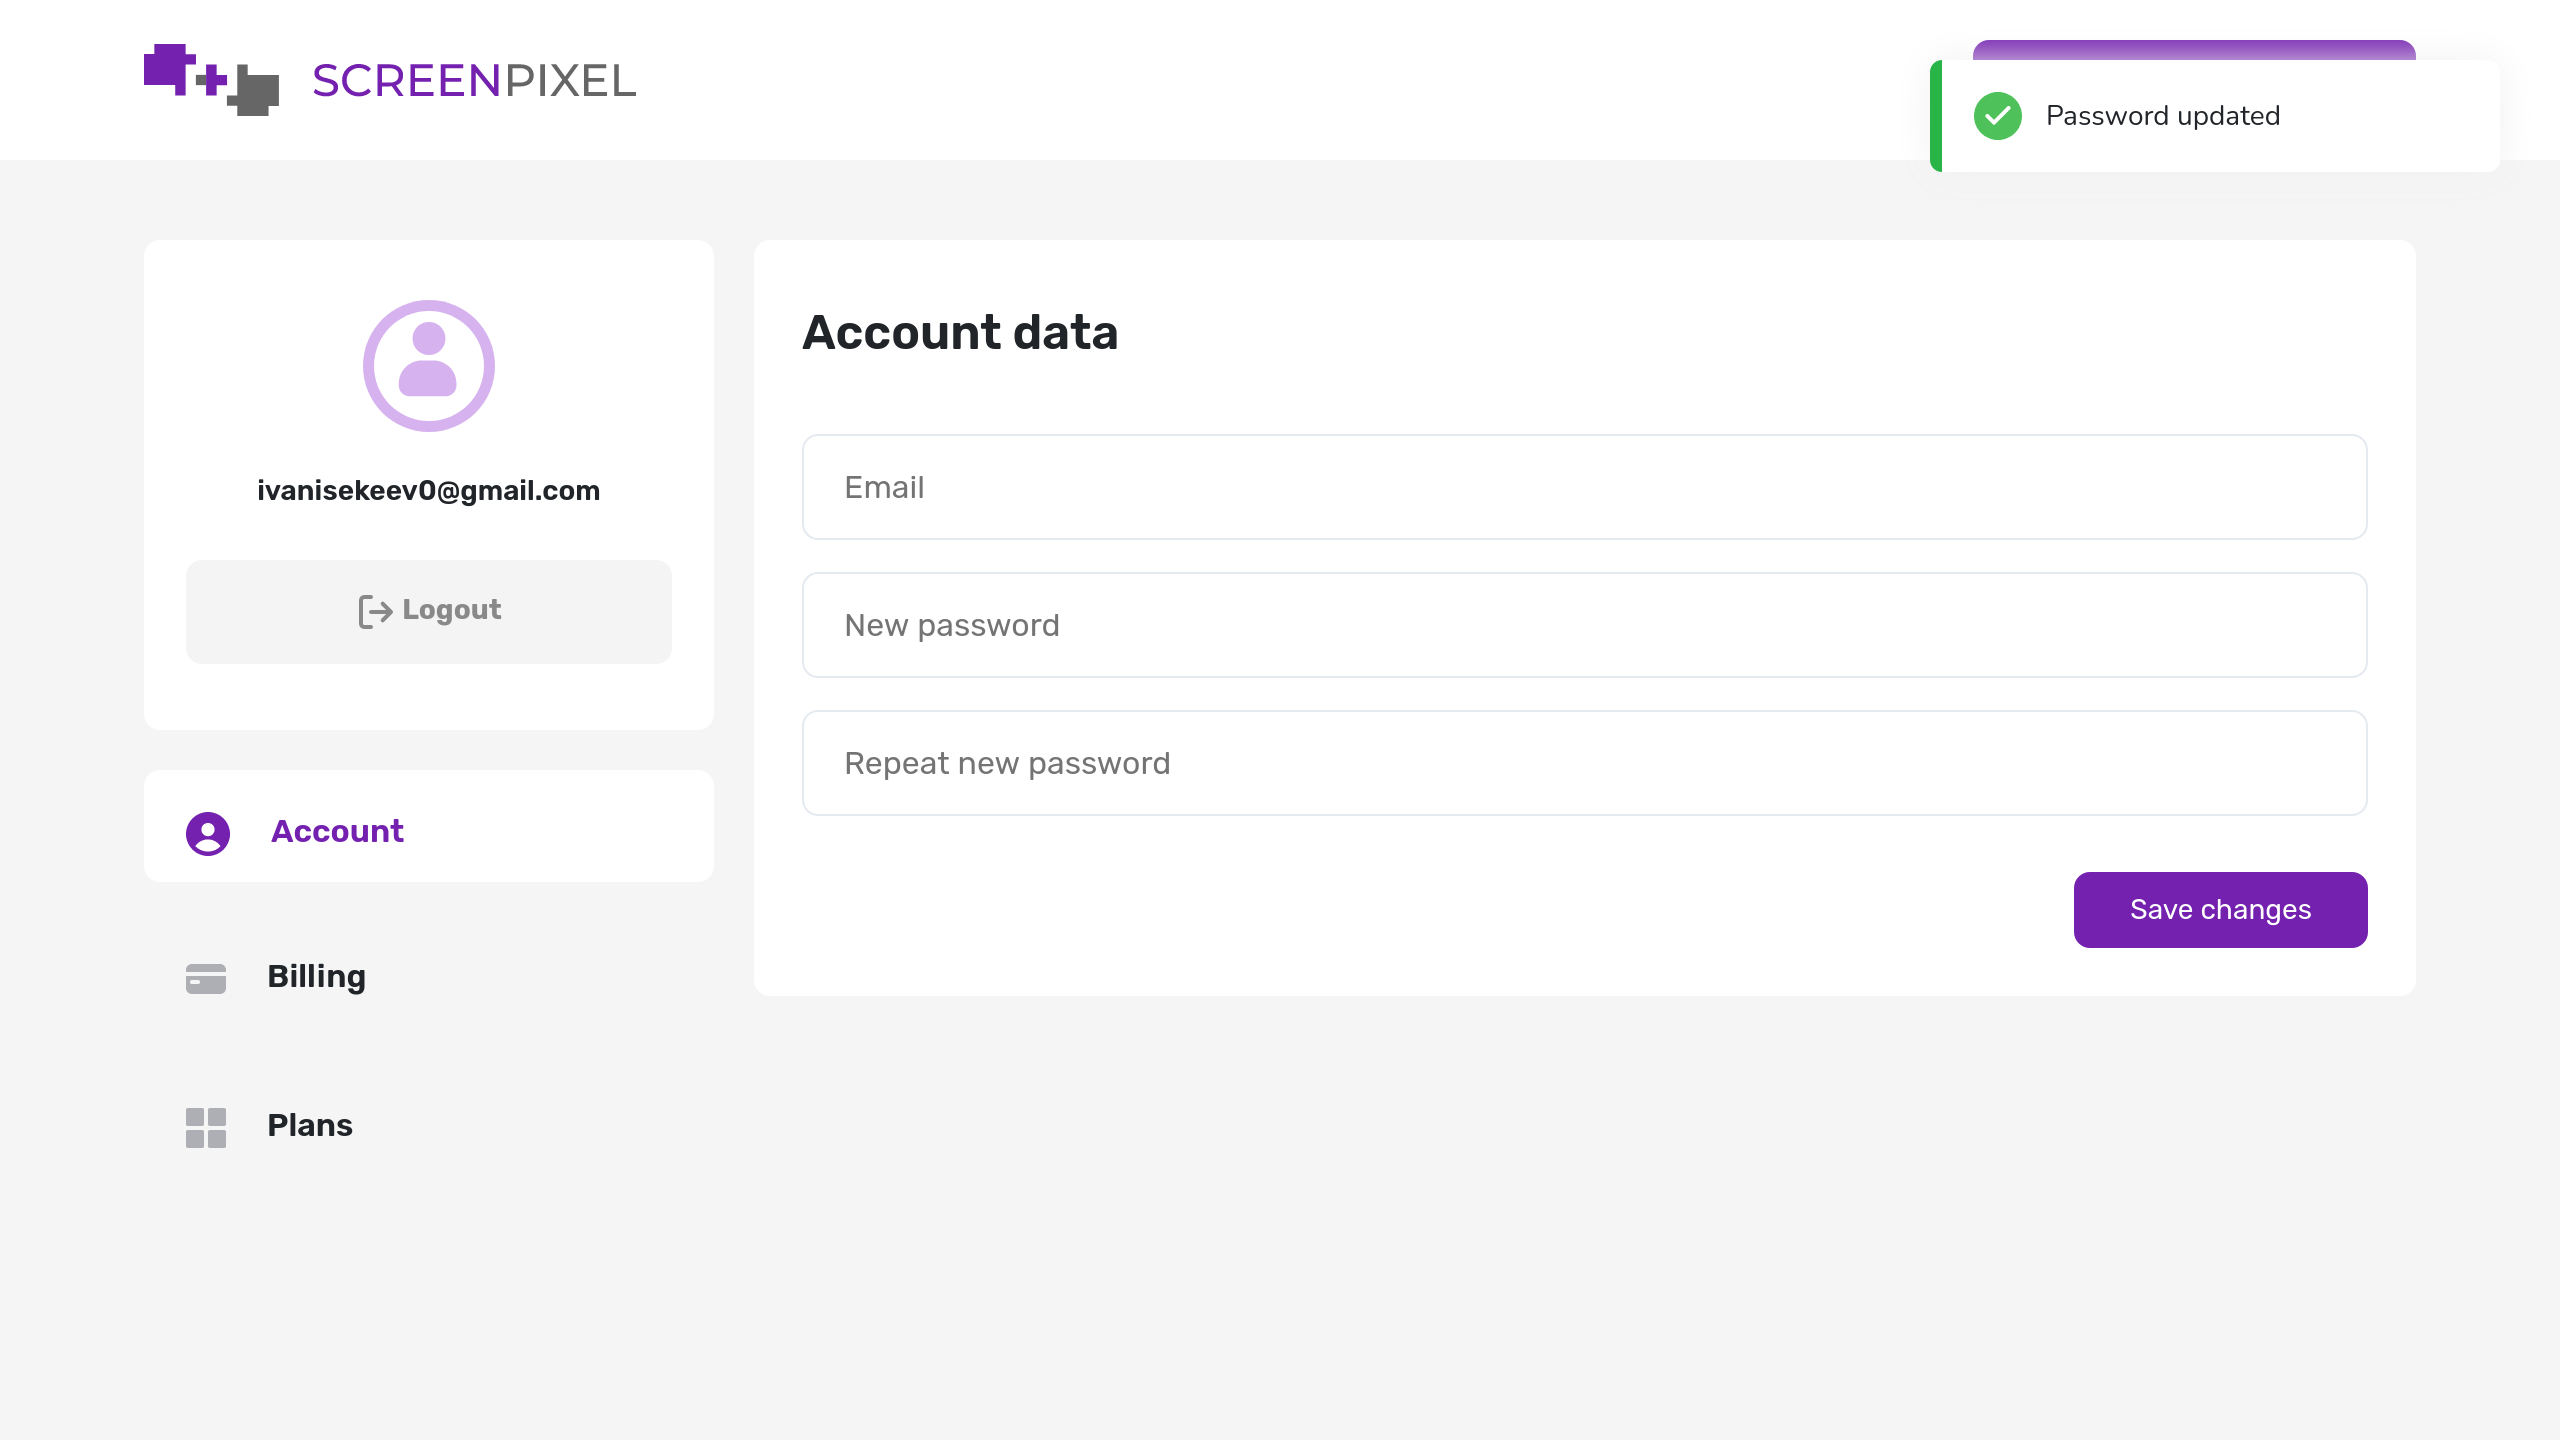 SCREENPIXEL
Password updated
ivanisekeev0@gmail.com
Logout
Account
Billing
Plans
Account data
Email
New password
Repeat new password
Save changes